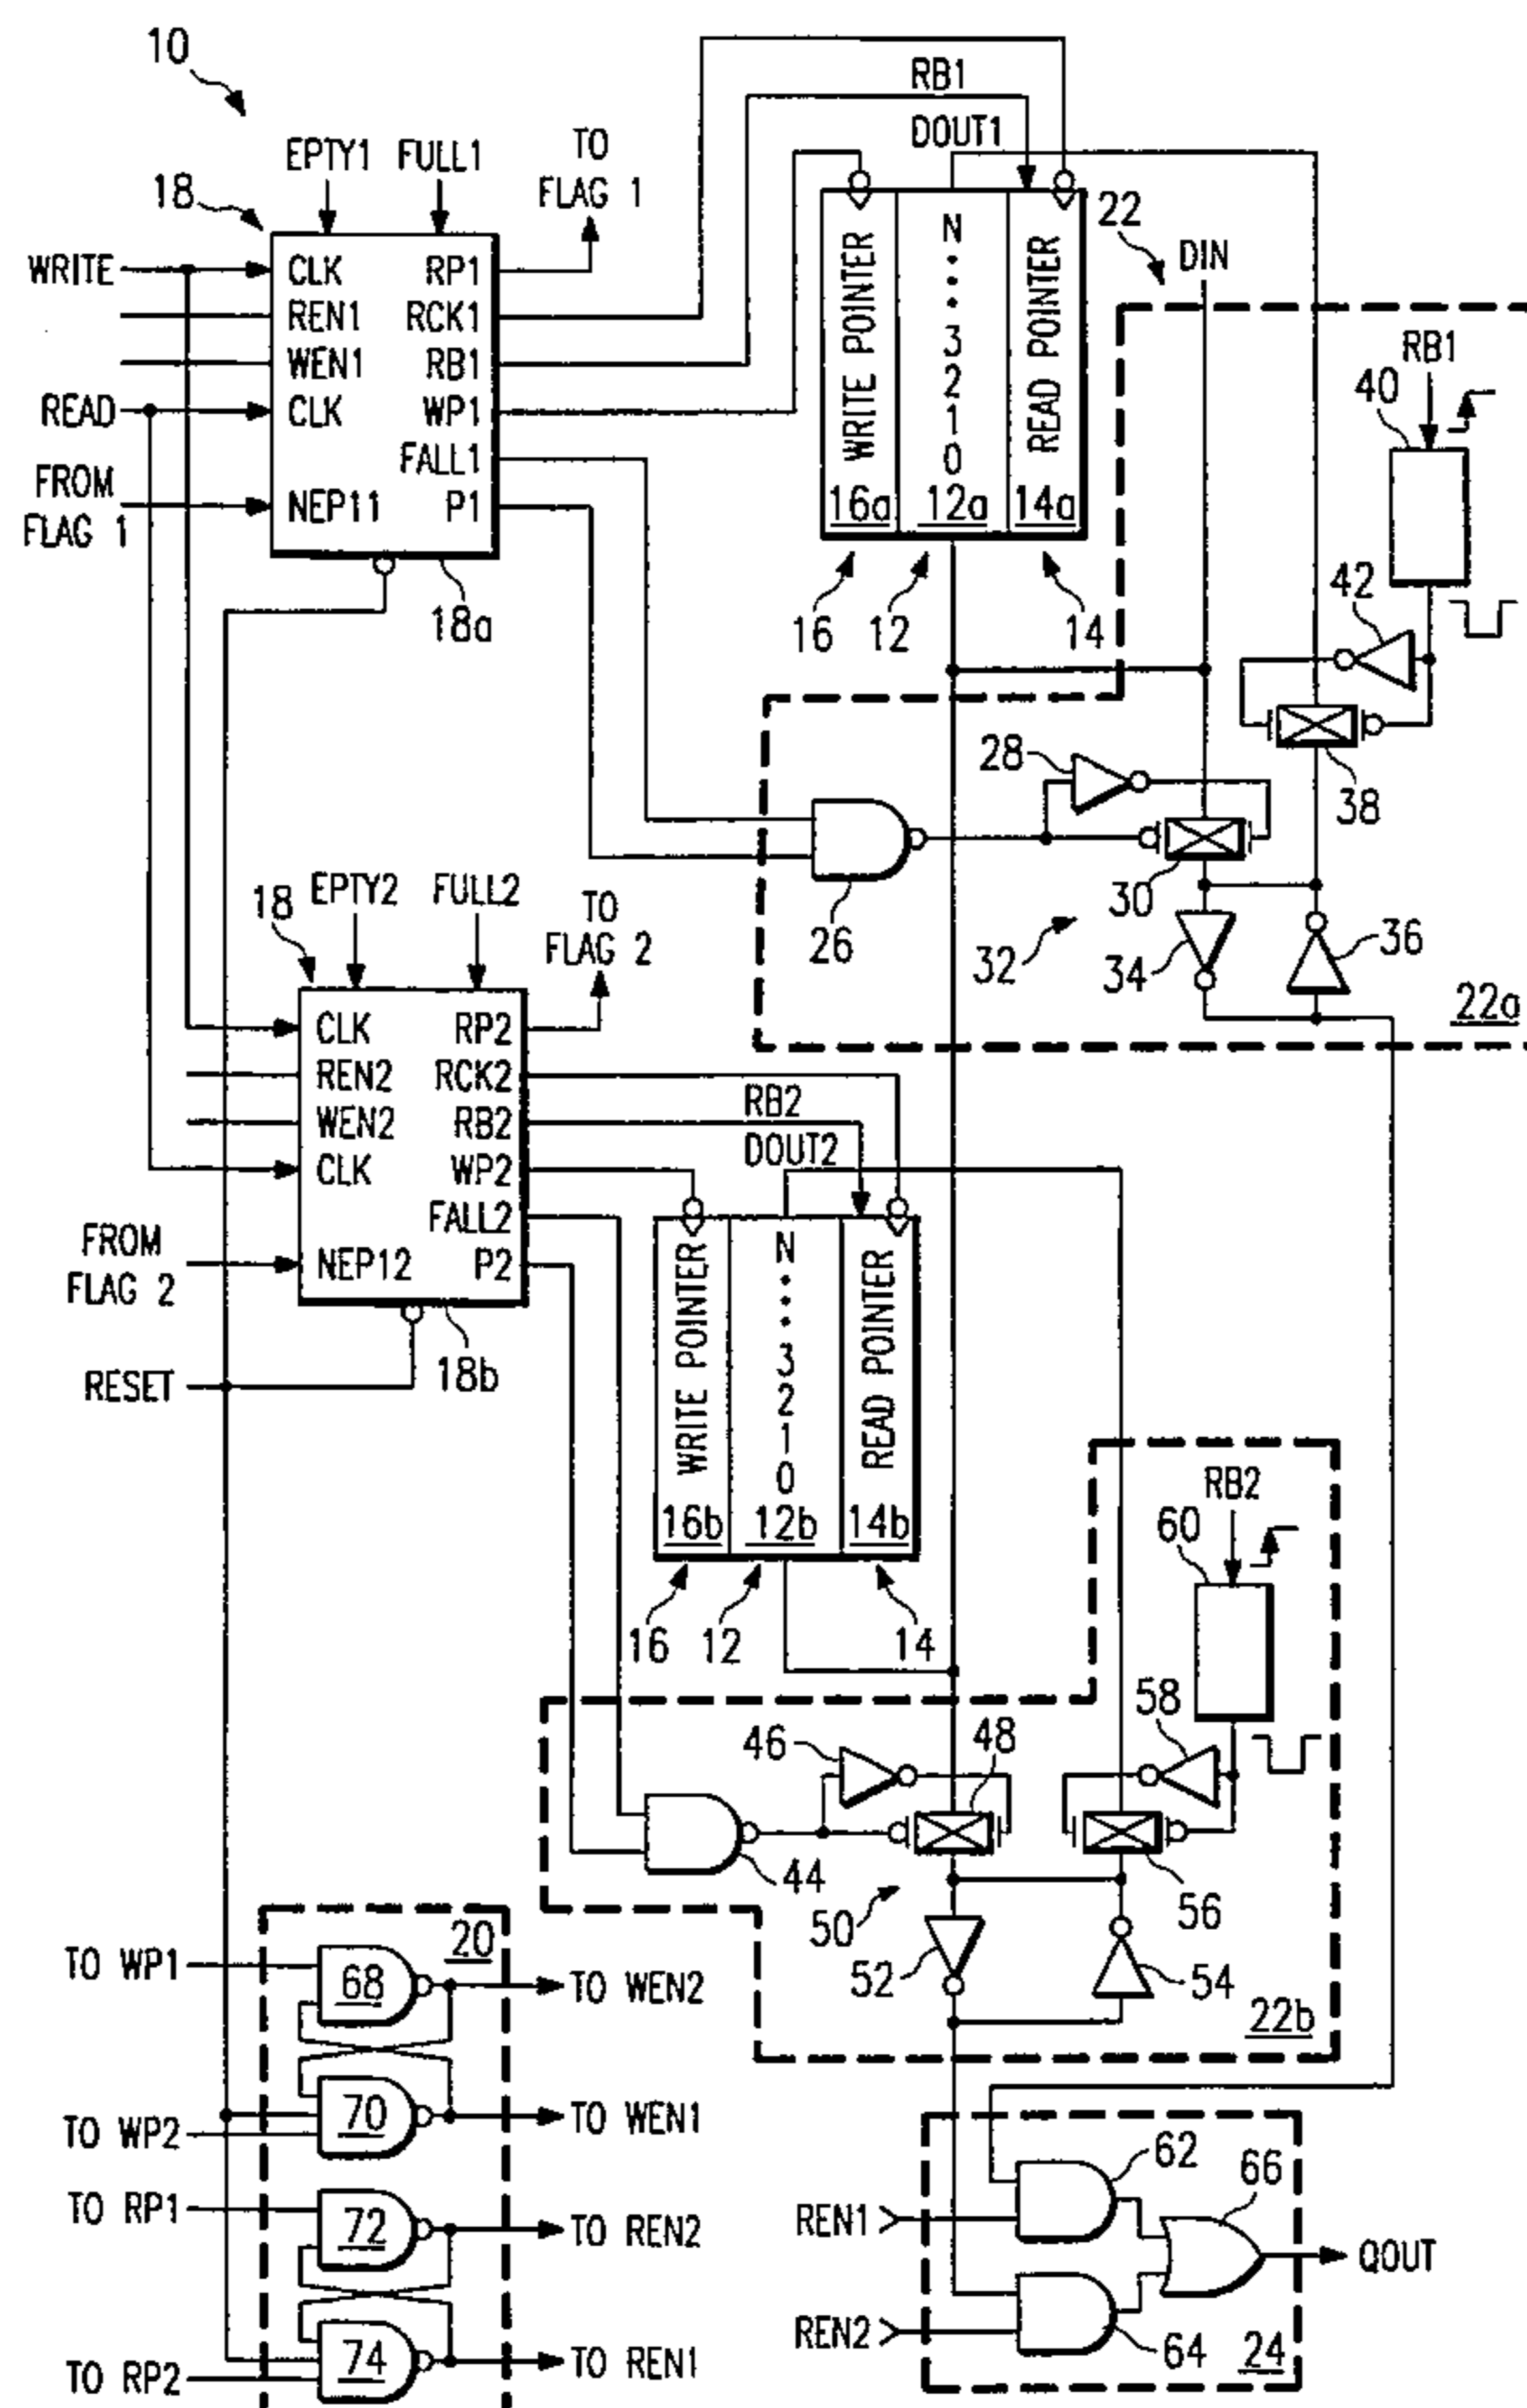 10
RB1
DOUT1
EPTY1
FULL1
TO
FLAG 1
18
22
DIN
WRITE
CLK
RP1
REN1
RCK1
WEN1
RB1
READ
CLK
WP1
FALL1
FROM
FLAG 1
NEP11
P1
18a
WRITE POINTER
N
3
2
1
0
READ POINTER
16a
12a
14a
16
12
14
RB1
40
42
38
28
30
26
32
34
36
22a
18
EPTY2
FULL2
TO
FLAG 2
CLK
RP2
REN2
RCK2
WEN2
RB2
CLK
WP2
FALL2
FROM
FLAG 2
NEP12
P2
RESET
18b
RB2
DOUT2
WRITE POINTER
N
3
2
1
0
READ POINTER
16b
12b
14b
16
12
14
RB2
60
58
46
48
44
50
56
52
54
22b
20
TO WP1
68
TO WEN2
70
TO WP2
TO WEN1
TO RP1
72
TO REN2
74
TO RP2
TO REN1
62
66
REN1
QOUT
REN2
64
24